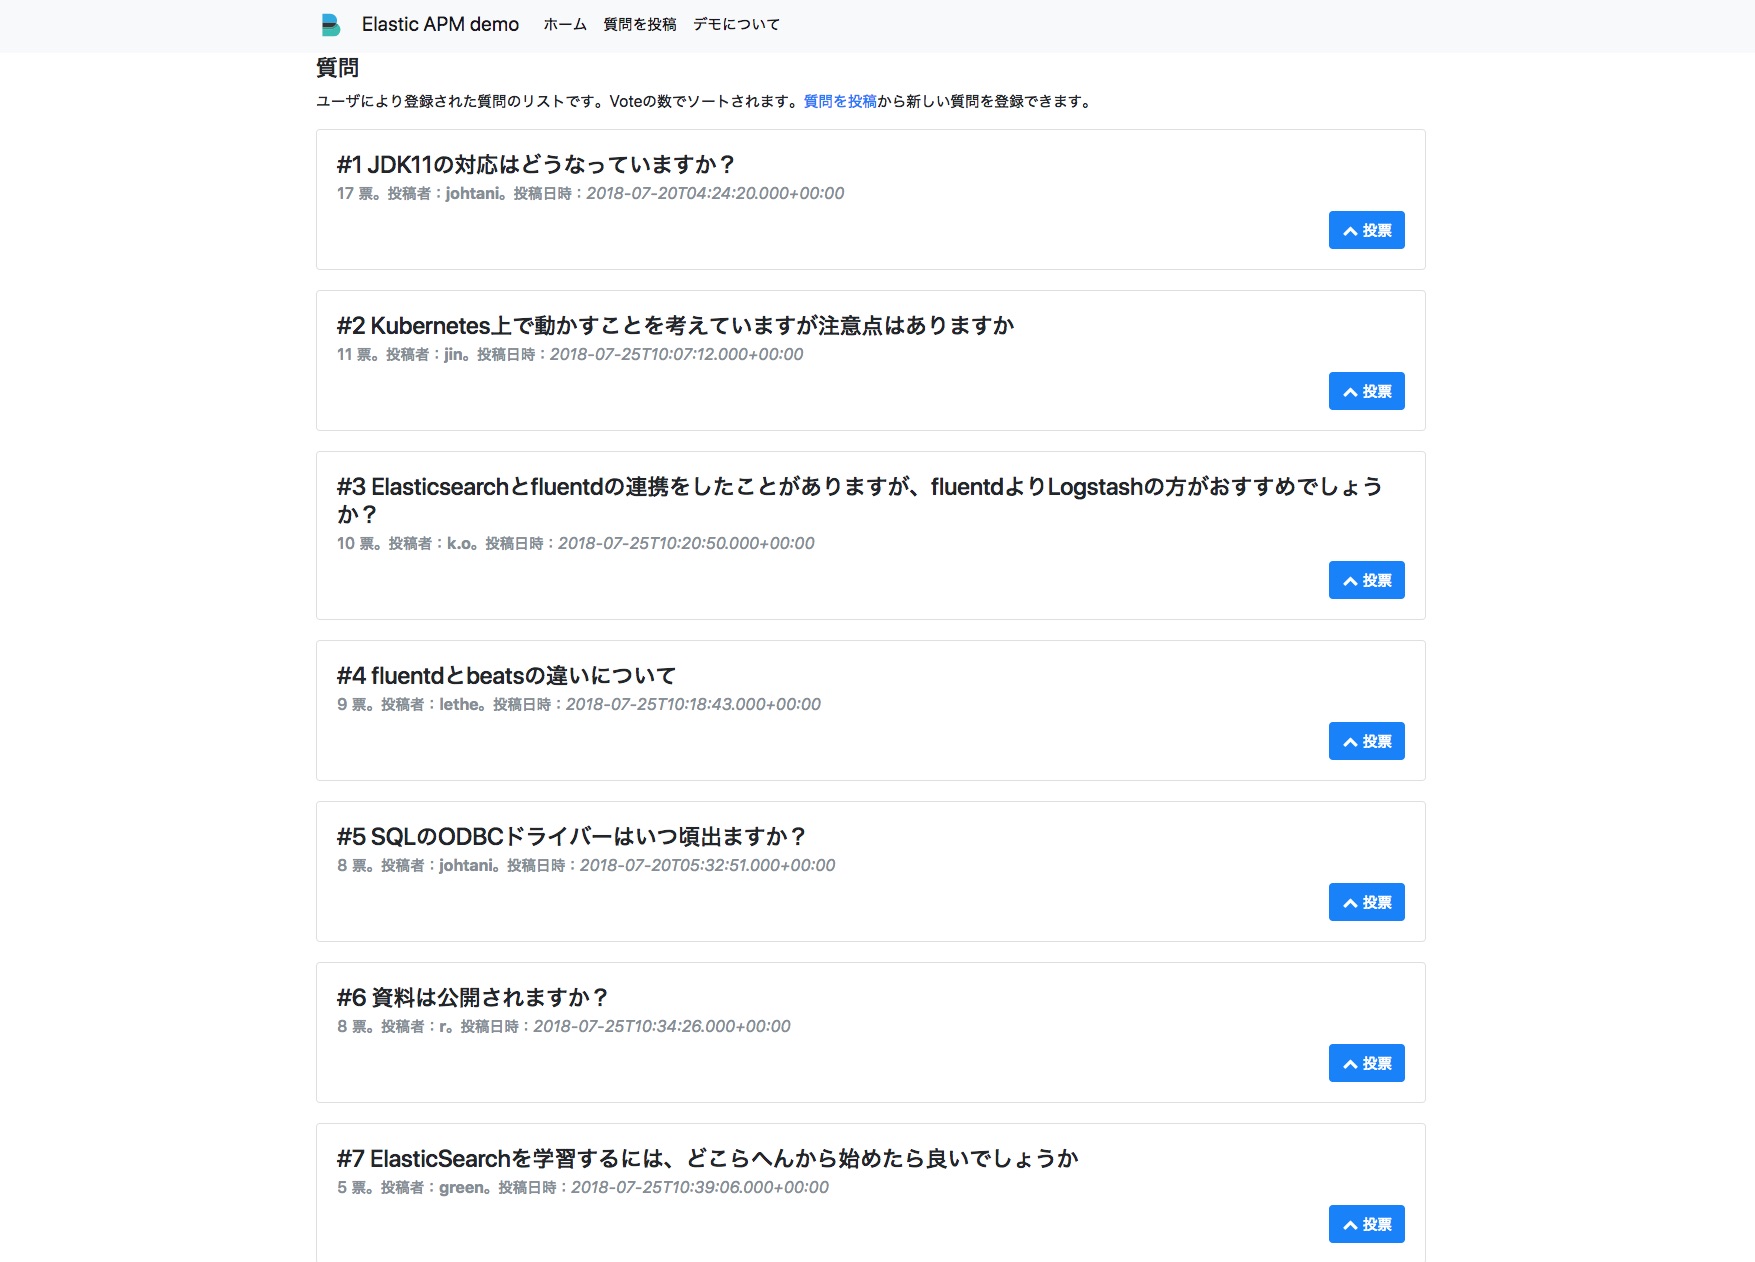 Elastic APM demo ホーム 質問を投稿 デモについて
質問
ユーザにより登録された質問のリストです。Voteの数でソートされます。質問を投稿から新しい質問を登録できます。
#1 JDK11の対応はどうなっていますか？
17 票。投稿者：johtani。投稿日時：2018-07-20T04:24:20.000+00:00
投票
#2 Kubernetes上で動かすことを考えていますが注意点はありますか
11 票。投稿者：jin。投稿日時：2018-07-25T10:07:12.000+00:00
投票
#3 Elasticsearchとfluentdの連携をしたことがありますが、fluentdよりLogstashの方がおすすめでしょう
か？
10 票。投稿者：k.o。投稿日時：2018-07-25T10:20:50.000+00:00
投票
#4 fluentdとbeatsの違いについて
9 票。投稿者：lethe。投稿日時：2018-07-25T10:18:43.000+00:00
投票
#5 SQLのODBCドライバーはいつ頃出ますか？
8 票。投稿者：johtani。投稿日時：2018-07-20T05:32:51.000+00:00
投票
#6 資料は公開されますか？
8 票。投稿者：r。投稿日時：2018-07-25T10:34:26.000+00:00
投票
#7 ElasticSearchを学習するには、どこらへんから始めたら良いでしょうか
5 票。投稿者：green。投稿日時：2018-07-25T10:39:06.000+00:00
投票